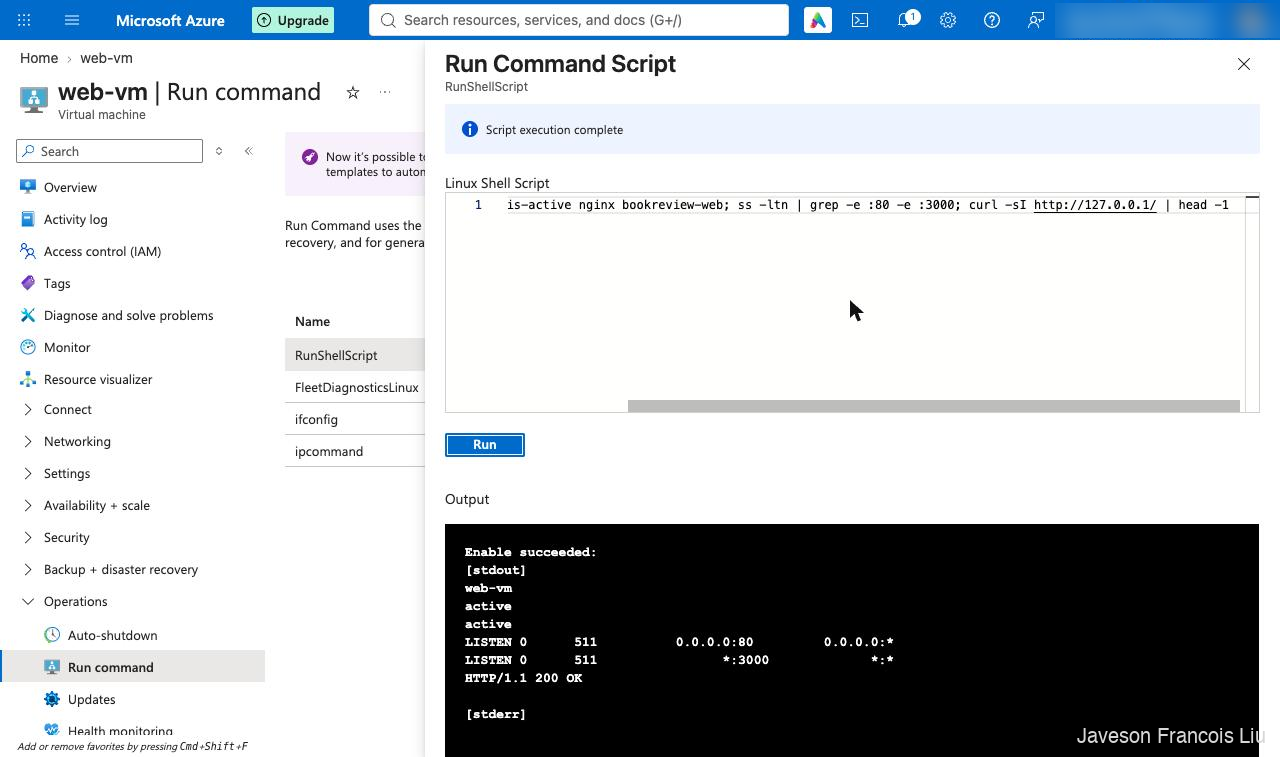 Microsoft Azure
Upgrade
Search resources, services, and docs (G+/)
1
Home > web-vm
web-vm | Run command
Virtual machine
Search
Overview
Activity log
Access control (IAM)
Tags
Diagnose and solve problems
Monitor
Resource visualizer
Connect
Networking
Settings
Availability + scale
Security
Backup + disaster recovery
Operations
Auto-shutdown
Run command
Updates
Health monitoring
Add or remove favorites by pressing Cmd+Shift+F
Now it's possible to
templates to auton
Run Command uses the
recovery, and for genera
Name
RunShellScript
FleetDiagnosticsLinux
ifconfig
ipcommand
Run Command Script
RunShellScript
Script execution complete
Linux Shell Script
1 is-active nginx bookreview-web; ss -ltn | grep -e :80 -e :3000; curl -sI http://127.0.0.1/ | head -1
Run
Output
Enable succeeded:
[stdout]
web-vm
active
active
LISTEN 0 511 0.0.0.0:80 0.0.0.0:*
LISTEN 0 511 *:3000 *:*
HTTP/1.1 200 OK
[stderr]
Javeson Francois Liu